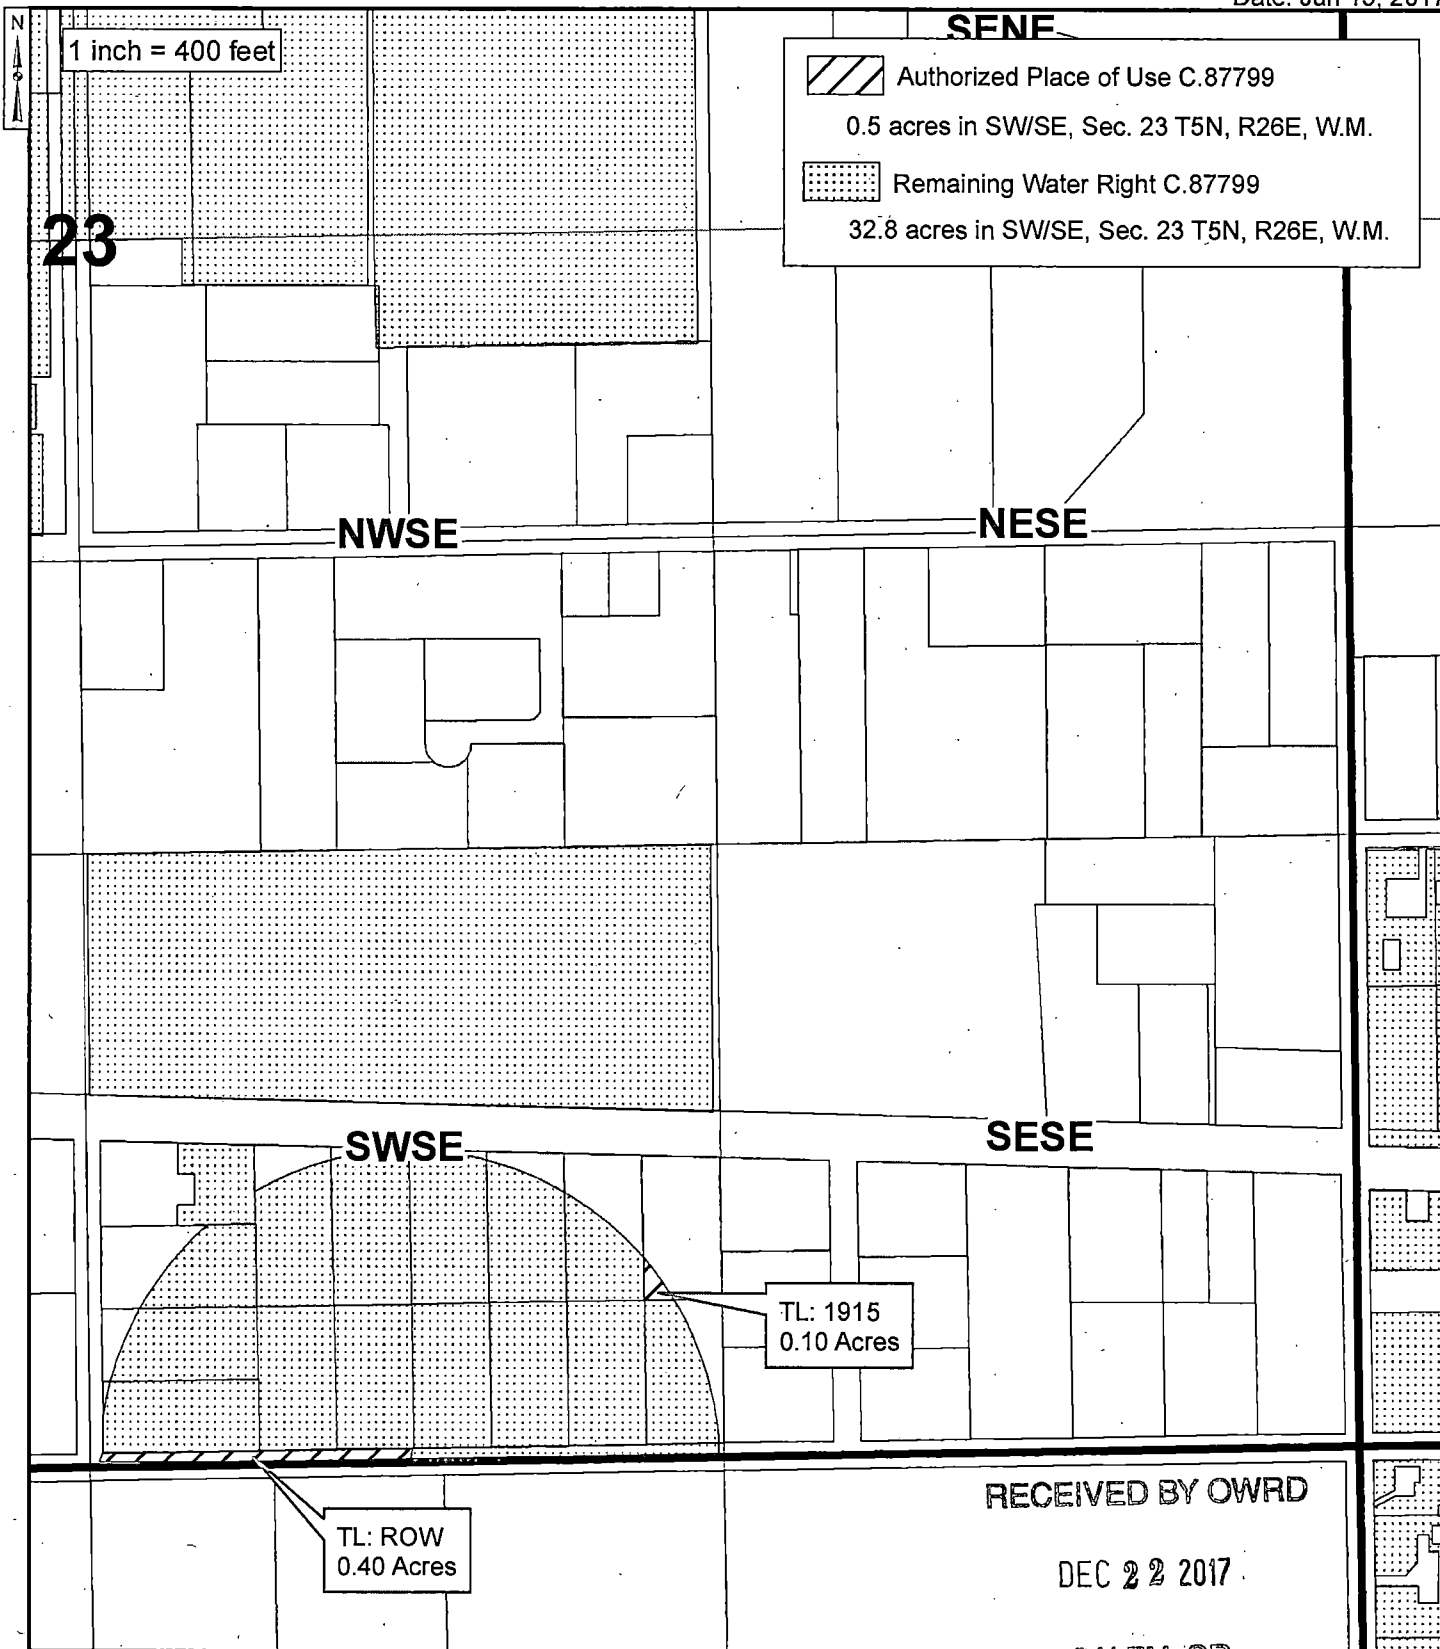 N
1 inch = 400 feet
SENE
Authorized Place of Use C.87799
0.5 acres in SW/SE, Sec. 23 T5N, R26E, W.M.
Remaining Water Right C.87799
32.8 acres in SW/SE, Sec. 23 T5N, R26E, W.M.
23
NWSE
NESE
SWSE
SESE
TL: 1915
0.10 Acres
TL: ROW
0.40 Acres
RECEIVED BY OWRD
DEC 22 2017